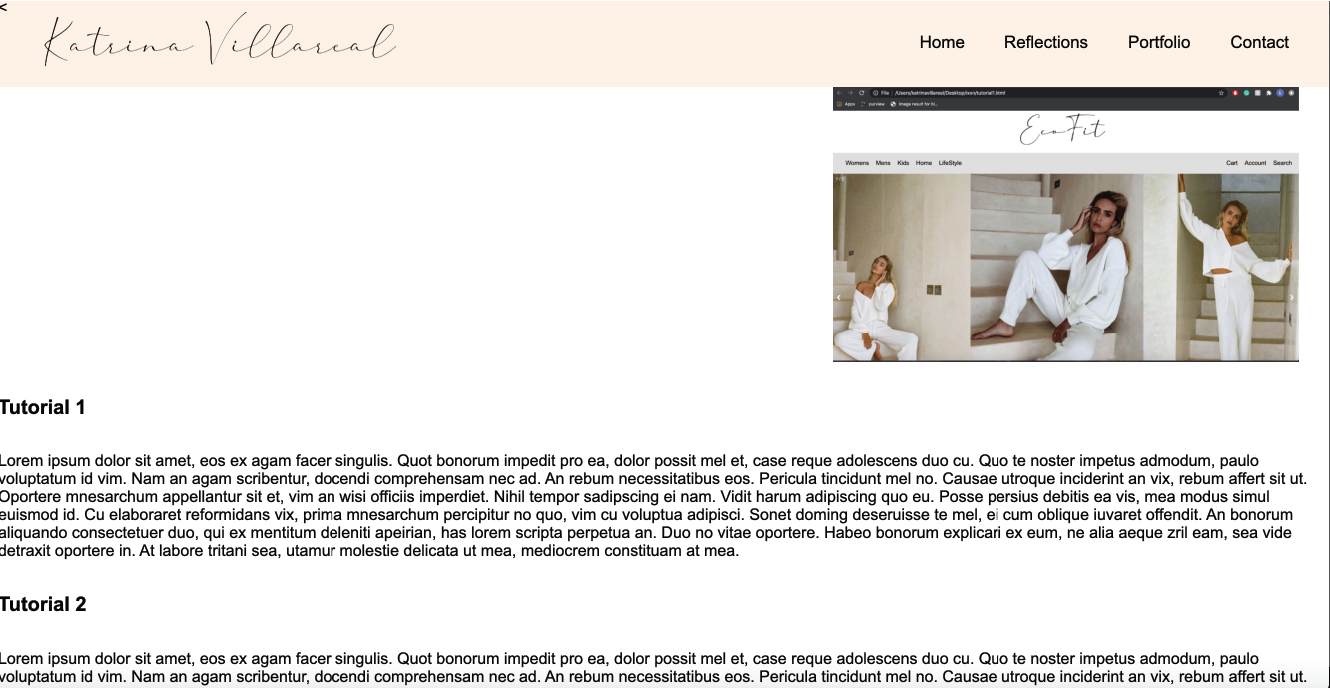 <
Katrina Villareal
Home Reflections Portfolio Contact
File | /Users/katrinavillareal/Desktop/ixxn/tutorial1.html
Apps purview Image result for bl...
EcoFit
Womens Mens Kids Home LifeStyle Cart Account Search
Tutorial 1
Lorem ipsum dolor sit amet, eos ex agam facer singulis. Quot bonorum impedit pro ea, dolor possit mel et, case reque adolescens duo cu. Quo te noster impetus admodum, paulo
voluptatum id vim. Nam an agam scribentur, docendi comprehensam nec ad. An rebum necessitatibus eos. Pericula tincidunt mel no. Causae utroque inciderint an vix, rebum affert sit ut.
Oportere mnesarchum appellantur sit et, vim an wisi officiis imperdiet. Nihil tempor sadipscing ei nam. Vidit harum adipiscing quo eu. Posse persius debitis ea vis, mea modus simul
euismod id. Cu elaboraret reformidans vix, prima mnesarchum percipitur no quo, vim cu voluptua adipisci. Sonet doming deseruisse te mel, ei cum oblique iuvaret offendit. An bonorum
aliquando consectetuer duo, qui ex mentitum deleniti apeirian, has lorem scripta perpetua an. Duo no vitae oportere. Habeo bonorum explicari ex eum, ne alia aeque zril eam, sea vide
detraxit oportere in. At labore tritani sea, utamur molestie delicata ut mea, mediocrem constituam at mea.
Tutorial 2
Lorem ipsum dolor sit amet, eos ex agam facer singulis. Quot bonorum impedit pro ea, dolor possit mel et, case reque adolescens duo cu. Quo te noster impetus admodum, paulo
voluptatum id vim. Nam an agam scribentur, docendi comprehensam nec ad. An rebum necessitatibus eos. Pericula tincidunt mel no. Causae utroque inciderint an vix, rebum affert sit ut.